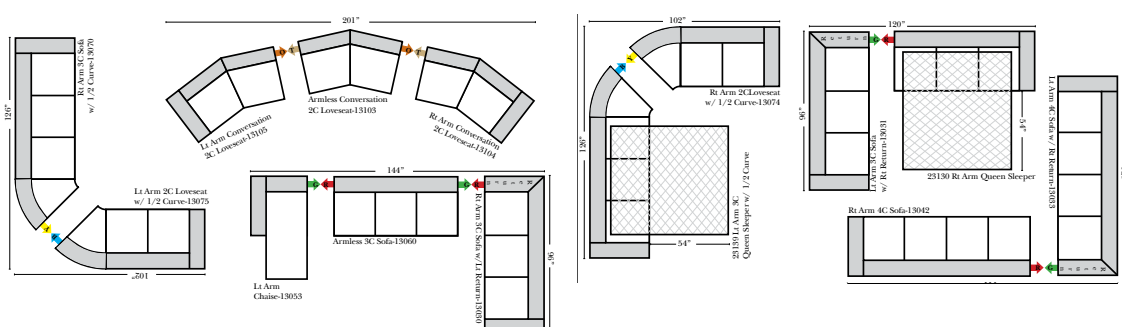 126"
Rt Arm 3C Sofa
w/ 1/2 Curve-13070
Lt Arm 2C Loveseat
w/ 1/2 Curve-13075
102"
201"
Lt Arm Conversation
2C Loveseat-13105
Armless Conversation
2C Loveseat-13103
Rt Arm Conversation
2C Loveseat-13104
144"
Lt Arm
Chaise-13053
Armless 3C Sofa-13060
Rt Arm 3C Sofa w/Lt Return-13030
Return
96"
102"
Rt Arm 2CLoveseat
w/ 1/2 Curve-13074
126"
54"
23139 Lt Arm 3C
Queen Sleeper w/ 1/2 Curve
120"
Return
96"
Lt Arm 3C Sofa
w/ Rt Return-13031
54"
23130 Rt Arm Queen Sleeper
Rt Arm 4C Sofa-13042
Lt Arm 4C Sofa w/ Rt Return-13033
Return